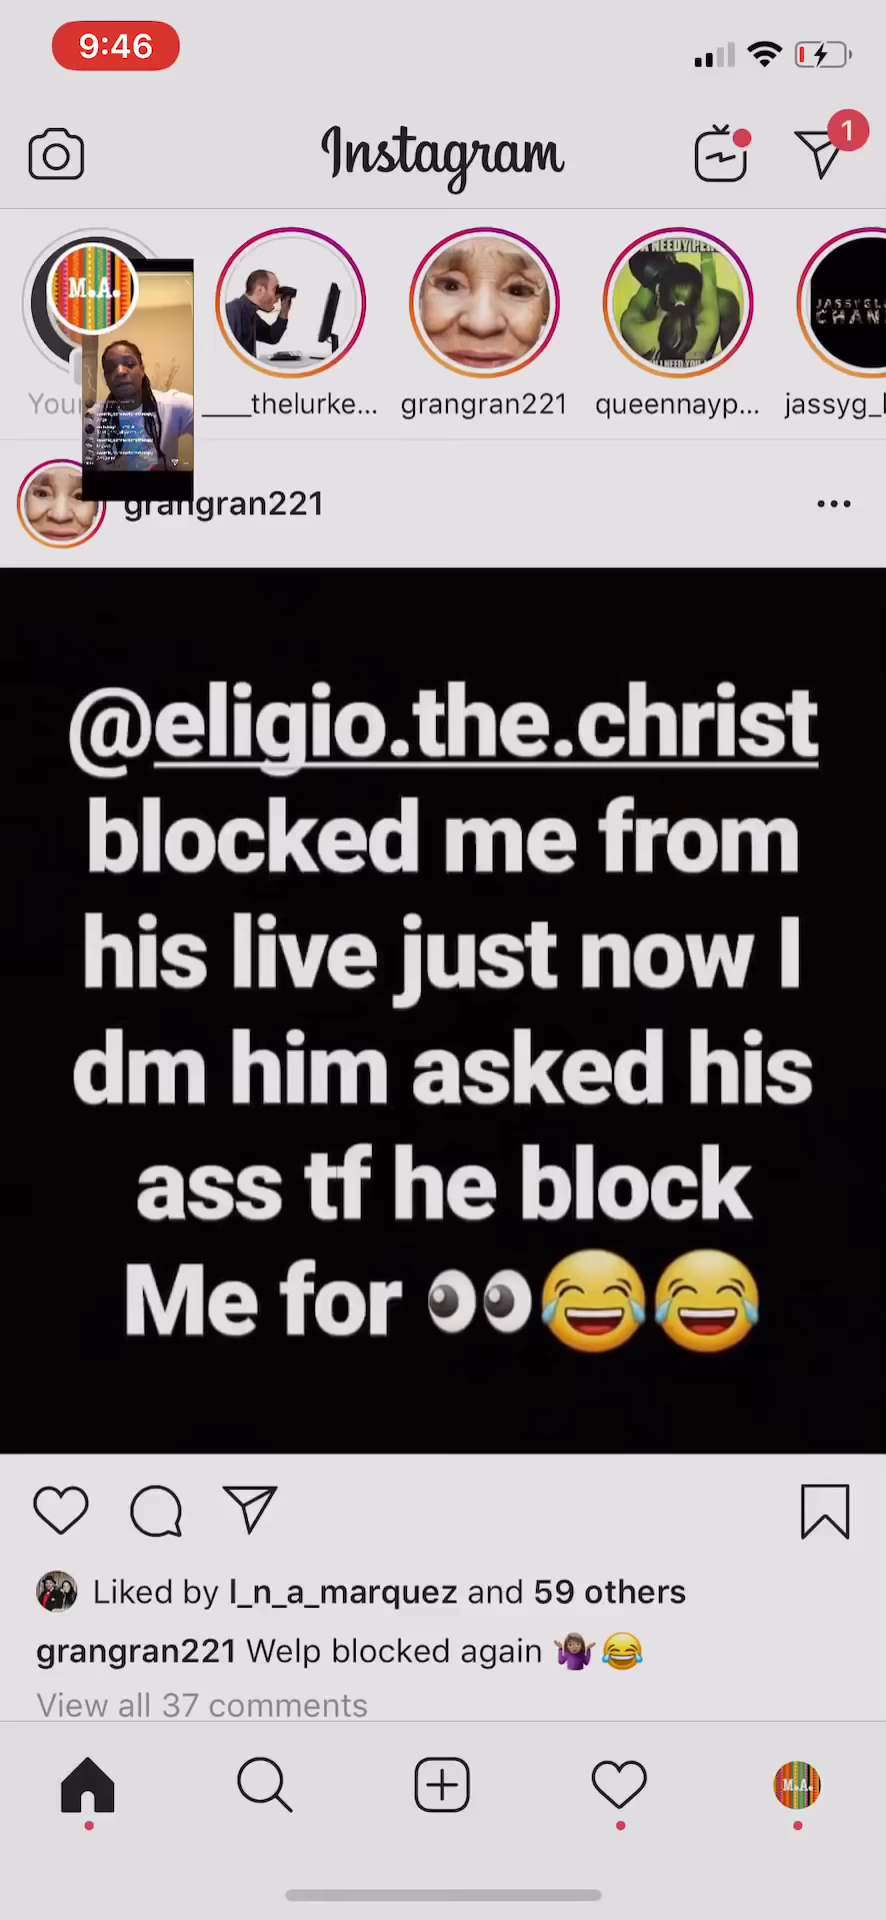 9:46
Instagram
1
M.A.
___thelurke...
grangran221
queennayp...
jassyg_
grangran221
@eligio.the.christ
blocked me from
his live just now I
dm him asked his
ass tf he block
Me for 👀😂😂
Liked by l_n_a_marquez and 59 others
grangran221 Welp blocked again 🤷🏽‍♀️😂
View all 37 comments
M.A.